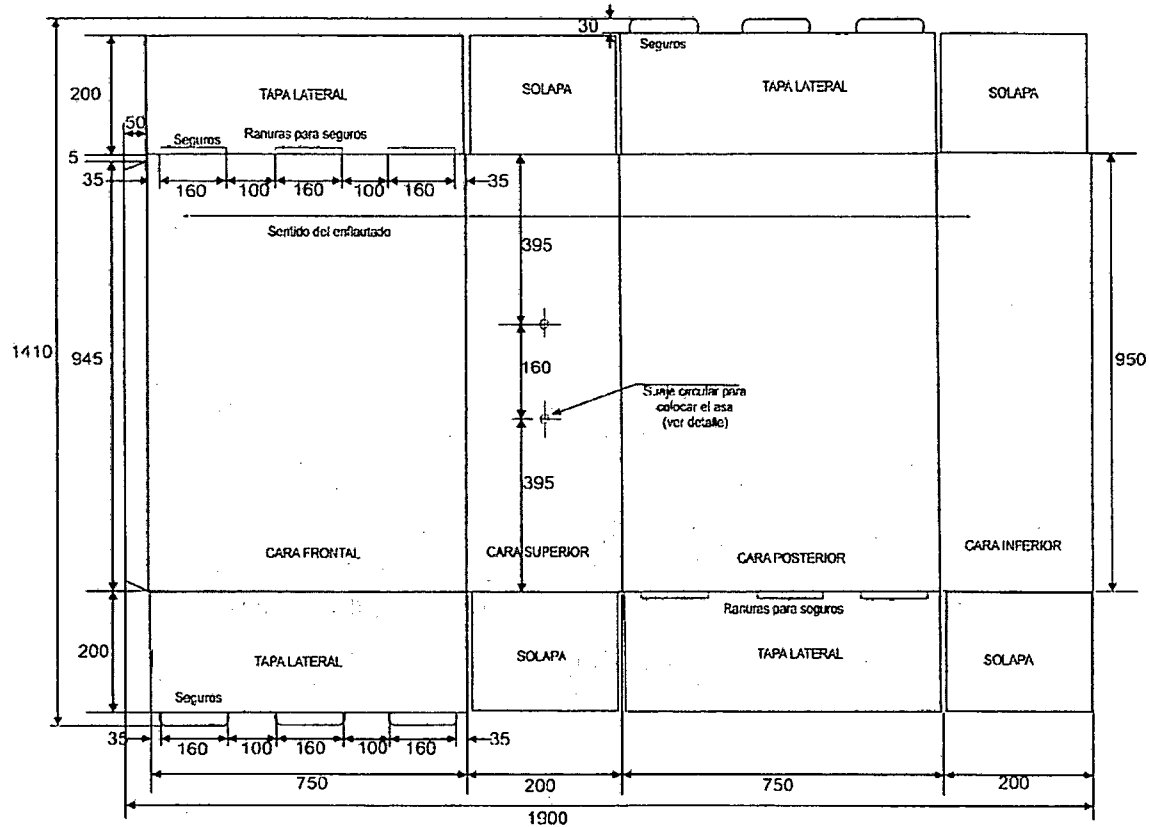 30
Seguros
200
TAPA LATERAL
SOLAPA
TAPA LATERAL
SOLAPA
50
Seguros
Ranuras para seguros
5
35
160
100
160
100
160
35
Sentido del enflautado
395
1410
945
160
950
Suaje circular para
colocar el asa
(ver detalle)
395
CARA FRONTAL
CARA SUPERIOR
CARA POSTERIOR
CARA INFERIOR
Ranuras para seguros
200
TAPA LATERAL
SOLAPA
TAPA LATERAL
SOLAPA
Seguros
35
160
100
160
100
160
35
750
200
750
200
1900